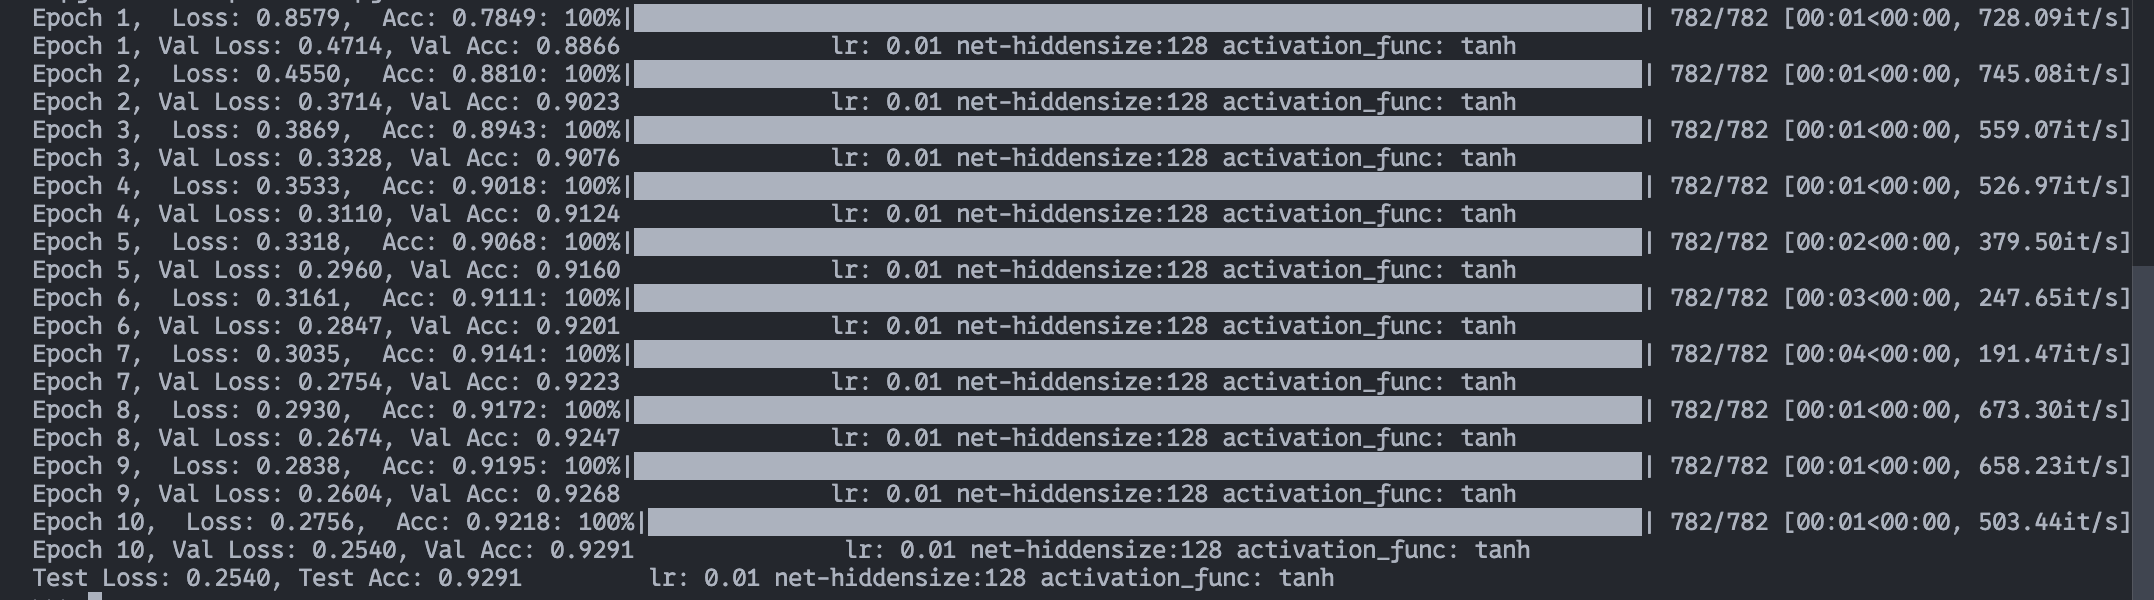 Epoch 1,  Loss: 0.8579,  Acc: 0.7849: 100%| | 782/782 [00:01<00:00, 728.09it/s]
Epoch 1, Val Loss: 0.4714, Val Acc: 0.8866 lr: 0.01 net-hiddensize:128 activation_func: tanh
Epoch 2,  Loss: 0.4550,  Acc: 0.8810: 100%| | 782/782 [00:01<00:00, 745.08it/s]
Epoch 2, Val Loss: 0.3714, Val Acc: 0.9023 lr: 0.01 net-hiddensize:128 activation_func: tanh
Epoch 3,  Loss: 0.3869,  Acc: 0.8943: 100%| | 782/782 [00:01<00:00, 559.07it/s]
Epoch 3, Val Loss: 0.3328, Val Acc: 0.9076 lr: 0.01 net-hiddensize:128 activation_func: tanh
Epoch 4,  Loss: 0.3533,  Acc: 0.9018: 100%| | 782/782 [00:01<00:00, 526.97it/s]
Epoch 4, Val Loss: 0.3110, Val Acc: 0.9124 lr: 0.01 net-hiddensize:128 activation_func: tanh
Epoch 5,  Loss: 0.3318,  Acc: 0.9068: 100%| | 782/782 [00:02<00:00, 379.50it/s]
Epoch 5, Val Loss: 0.2960, Val Acc: 0.9160 lr: 0.01 net-hiddensize:128 activation_func: tanh
Epoch 6,  Loss: 0.3161,  Acc: 0.9111: 100%| | 782/782 [00:03<00:00, 247.65it/s]
Epoch 6, Val Loss: 0.2847, Val Acc: 0.9201 lr: 0.01 net-hiddensize:128 activation_func: tanh
Epoch 7,  Loss: 0.3035,  Acc: 0.9141: 100%| | 782/782 [00:04<00:00, 191.47it/s]
Epoch 7, Val Loss: 0.2754, Val Acc: 0.9223 lr: 0.01 net-hiddensize:128 activation_func: tanh
Epoch 8,  Loss: 0.2930,  Acc: 0.9172: 100%| | 782/782 [00:01<00:00, 673.30it/s]
Epoch 8, Val Loss: 0.2674, Val Acc: 0.9247 lr: 0.01 net-hiddensize:128 activation_func: tanh
Epoch 9,  Loss: 0.2838,  Acc: 0.9195: 100%| | 782/782 [00:01<00:00, 658.23it/s]
Epoch 9, Val Loss: 0.2604, Val Acc: 0.9268 lr: 0.01 net-hiddensize:128 activation_func: tanh
Epoch 10,  Loss: 0.2756,  Acc: 0.9218: 100%| | 782/782 [00:01<00:00, 503.44it/s]
Epoch 10, Val Loss: 0.2540, Val Acc: 0.9291 lr: 0.01 net-hiddensize:128 activation_func: tanh
Test Loss: 0.2540, Test Acc: 0.9291 lr: 0.01 net-hiddensize:128 activation_func: tanh